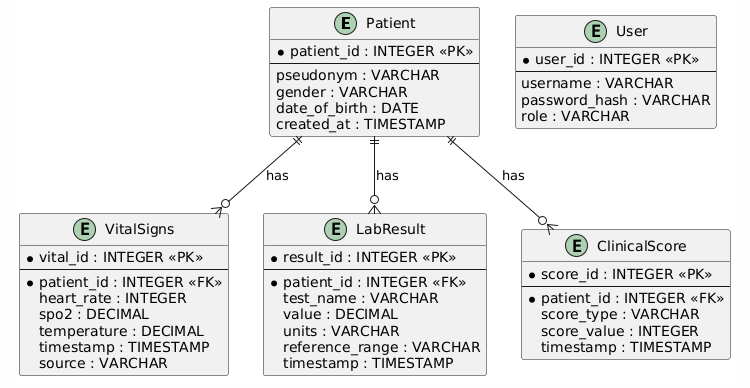 E Patient
* patient_id : INTEGER «PK»
pseudonym : VARCHAR
gender : VARCHAR
date_of_birth : DATE
created_at : TIMESTAMP
E User
* user_id : INTEGER «PK»
username : VARCHAR
password_hash : VARCHAR
role : VARCHAR
has
has
has
E VitalSigns
* vital_id : INTEGER «PK»
* patient_id : INTEGER «FK»
heart_rate : INTEGER
spo2 : DECIMAL
temperature : DECIMAL
timestamp : TIMESTAMP
source : VARCHAR
E LabResult
* result_id : INTEGER «PK»
* patient_id : INTEGER «FK»
test_name : VARCHAR
value : DECIMAL
units : VARCHAR
reference_range : VARCHAR
timestamp : TIMESTAMP
E ClinicalScore
* score_id : INTEGER «PK»
* patient_id : INTEGER «FK»
score_type : VARCHAR
score_value : INTEGER
timestamp : TIMESTAMP